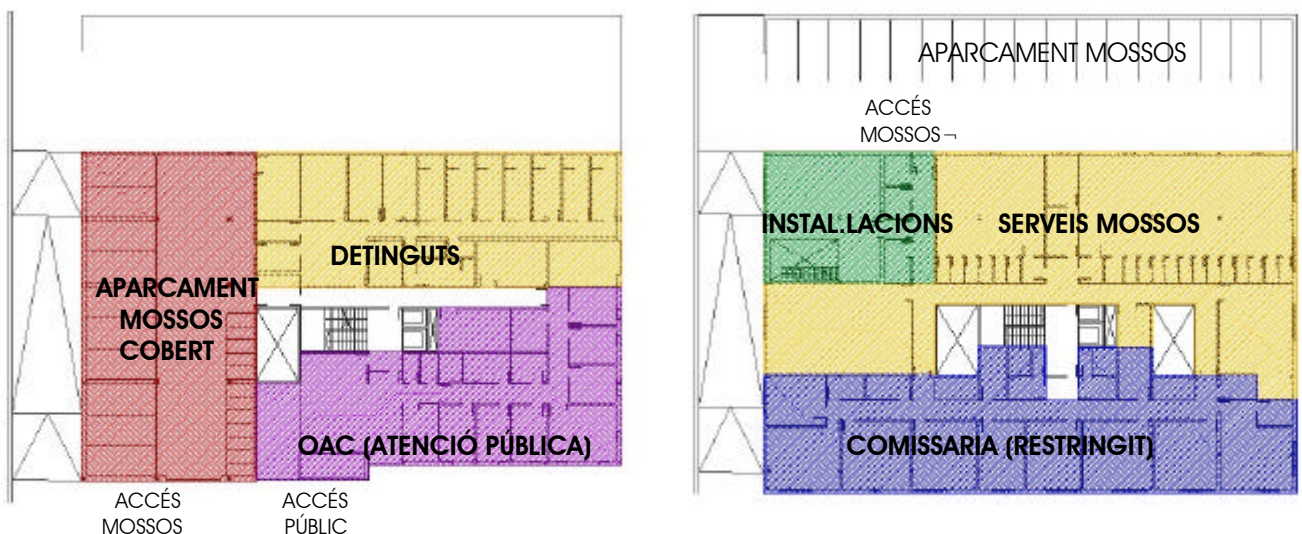 DETINGUTS
APARCAMENT
MOSSOS
COBERT
OAC (ATENCIÓ PÚBLICA)
ACCÉS
MOSSOS
ACCÉS
PÚBLIC
APARCAMENT MOSSOS
ACCÉS
MOSSOS ¬
INSTAL.LACIONS
SERVEIS MOSSOS
COMISSARIA (RESTRINGIT)